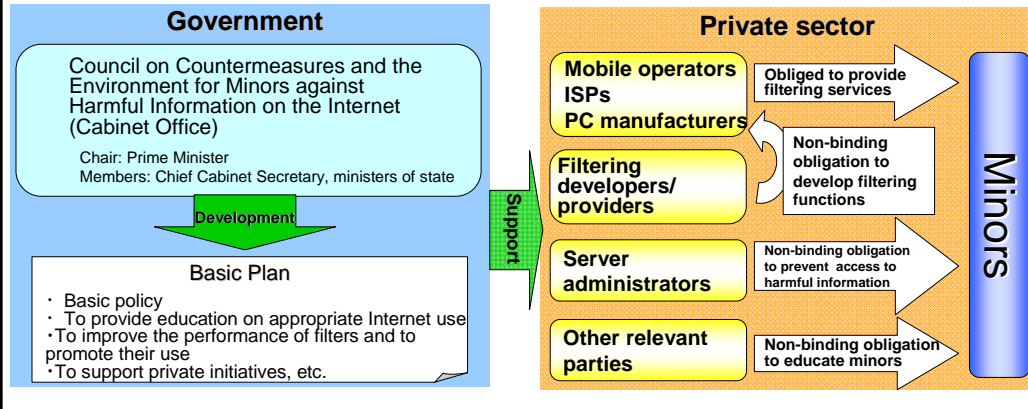 Government
Council on Countermeasures and the
Environment for Minors against
Harmful Information on the Internet
(Cabinet Office)
Chair: Prime Minister
Members: Chief Cabinet Secretary, ministers of state
Development
Basic Plan
・ Basic policy
・ To provide education on appropriate Internet use
・To improve the performance of filters and to
promote their use
・To support private initiatives, etc.
Support
Private sector
Mobile operators
ISPs
PC manufacturers
Obliged to provide
filtering services
Filtering
developers/
providers
Non-binding
obligation to
develop filtering
functions
Server
administrators
Non-binding obligation
to prevent access to
harmful information
Other relevant
parties
Non-binding obligation
to educate minors
Minors